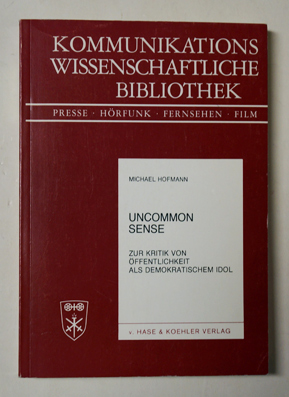 KOMMUNIKATIONS
WISSENSCHAFTLICHE
BIBLIOTHEK
PRESSE · HÖRFUNK · FERNSEHEN · FILM
MICHAEL HOFMANN
UNCOMMON
SENSE
ZUR KRITIK VON
ÖFFENTLICHKEIT
ALS DEMOKRATISCHEM IDOL
v. HASE & KOEHLER VERLAG